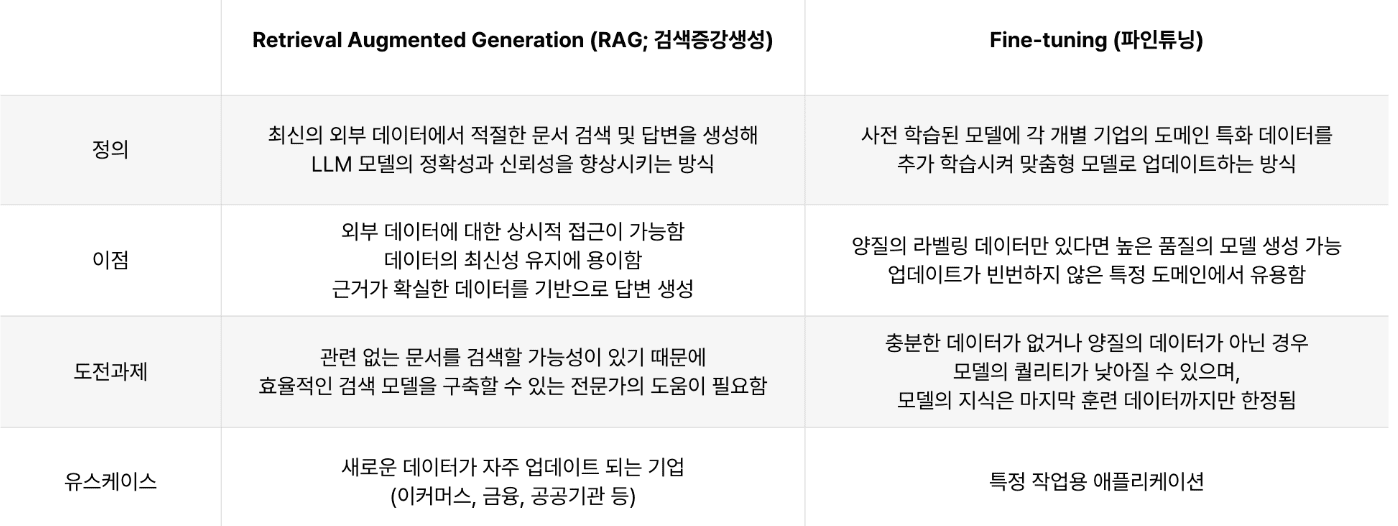 Retrieval Augmented Generation (RAG; 검색증강생성)
Fine-tuning (파인튜닝)
정의
최신의 외부 데이터에서 적절한 문서 검색 및 답변을 생성해
LLM 모델의 정확성과 신뢰성을 향상시키는 방식
사전 학습된 모델에 각 개별 기업의 도메인 특화 데이터를
추가 학습시켜 맞춤형 모델로 업데이트하는 방식
이점
외부 데이터에 대한 상시적 접근이 가능함
데이터의 최신성 유지에 용이함
근거가 확실한 데이터를 기반으로 답변 생성
양질의 라벨링 데이터만 있다면 높은 품질의 모델 생성 가능
업데이트가 빈번하지 않은 특정 도메인에서 유용함
도전과제
관련 없는 문서를 검색할 가능성이 있기 때문에
효율적인 검색 모델을 구축할 수 있는 전문가의 도움이 필요함
충분한 데이터가 없거나 양질의 데이터가 아닌 경우
모델의 퀄리티가 낮아질 수 있으며,
모델의 지식은 마지막 훈련 데이터까지만 한정됨
유스케이스
새로운 데이터가 자주 업데이트 되는 기업
(이커머스, 금융, 공공기관 등)
특정 작업용 애플리케이션